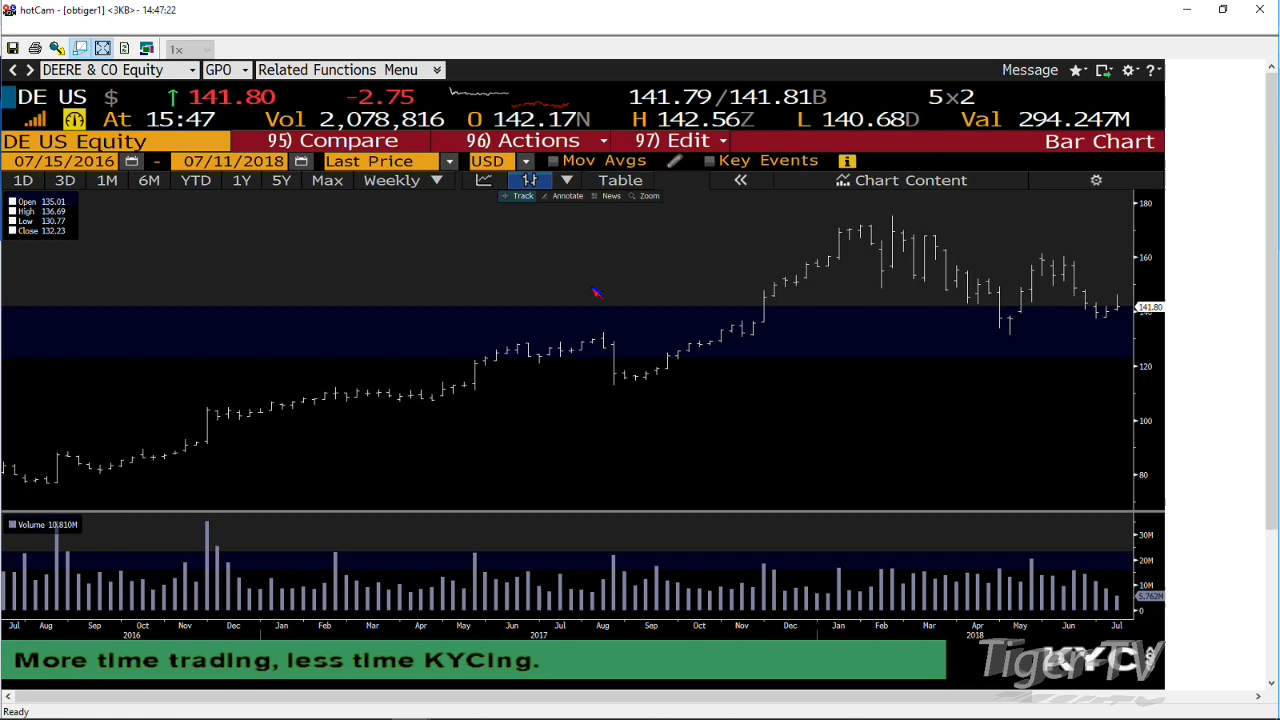 hotCam - [obtiger1] <3KB> - 14:47:22
1x
DEERE & CO Equity GPO Related Functions Menu Message
DE US $ ↑ 141.80 -2.75 141.79/141.81B 5x2
At 15:47 Vol 2,078,816 O 142.17N H 142.56Z L 140.68D Val 294.247M
DE US Equity 95) Compare 96) Actions 97) Edit Bar Chart
07/15/2016 - 07/11/2018 Last Price USD Mov Avgs Key Events
1D 3D 1M 6M YTD 1Y 5Y Max Weekly Table Chart Content
Track Annotate News Zoom
Open 135.01
High 136.69
Low 130.77
Close 132.23
180
160
141.80
140
120
100
80
Volume 10.810M
30M
20M
10M
5.762M
0
Jul Aug Sep Oct Nov Dec Jan Feb Mar Apr May Jun Jul Aug Sep Oct Nov Dec Jan Feb Mar Apr May Jun Jul
2016 2017 2018
More time trading, less time KYCing.
KYC
Tiger-TV
Ready